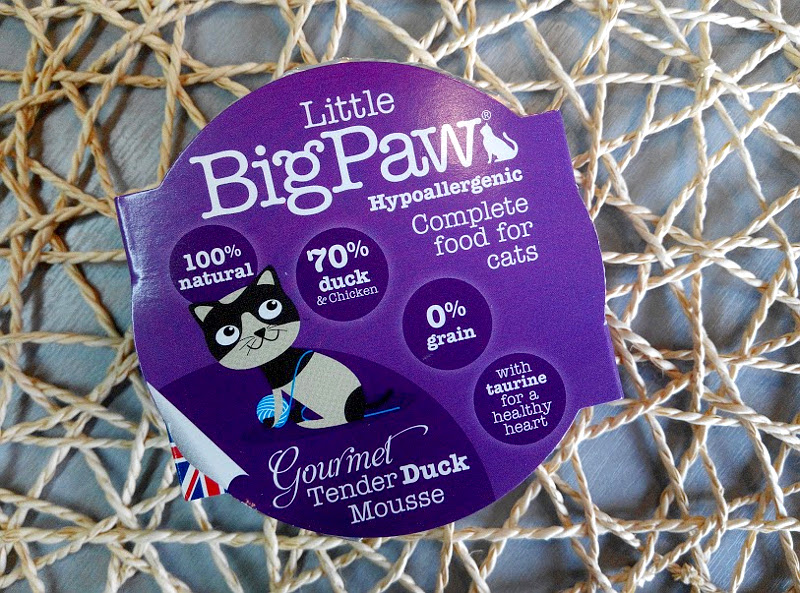 Little
BigPaw®
Hypoallergenic
Complete
food for
cats
100%
natural
70%
duck
& Chicken
0%
grain
with
taurine
for a
healthy
heart
Gourmet
Tender Duck
Mousse